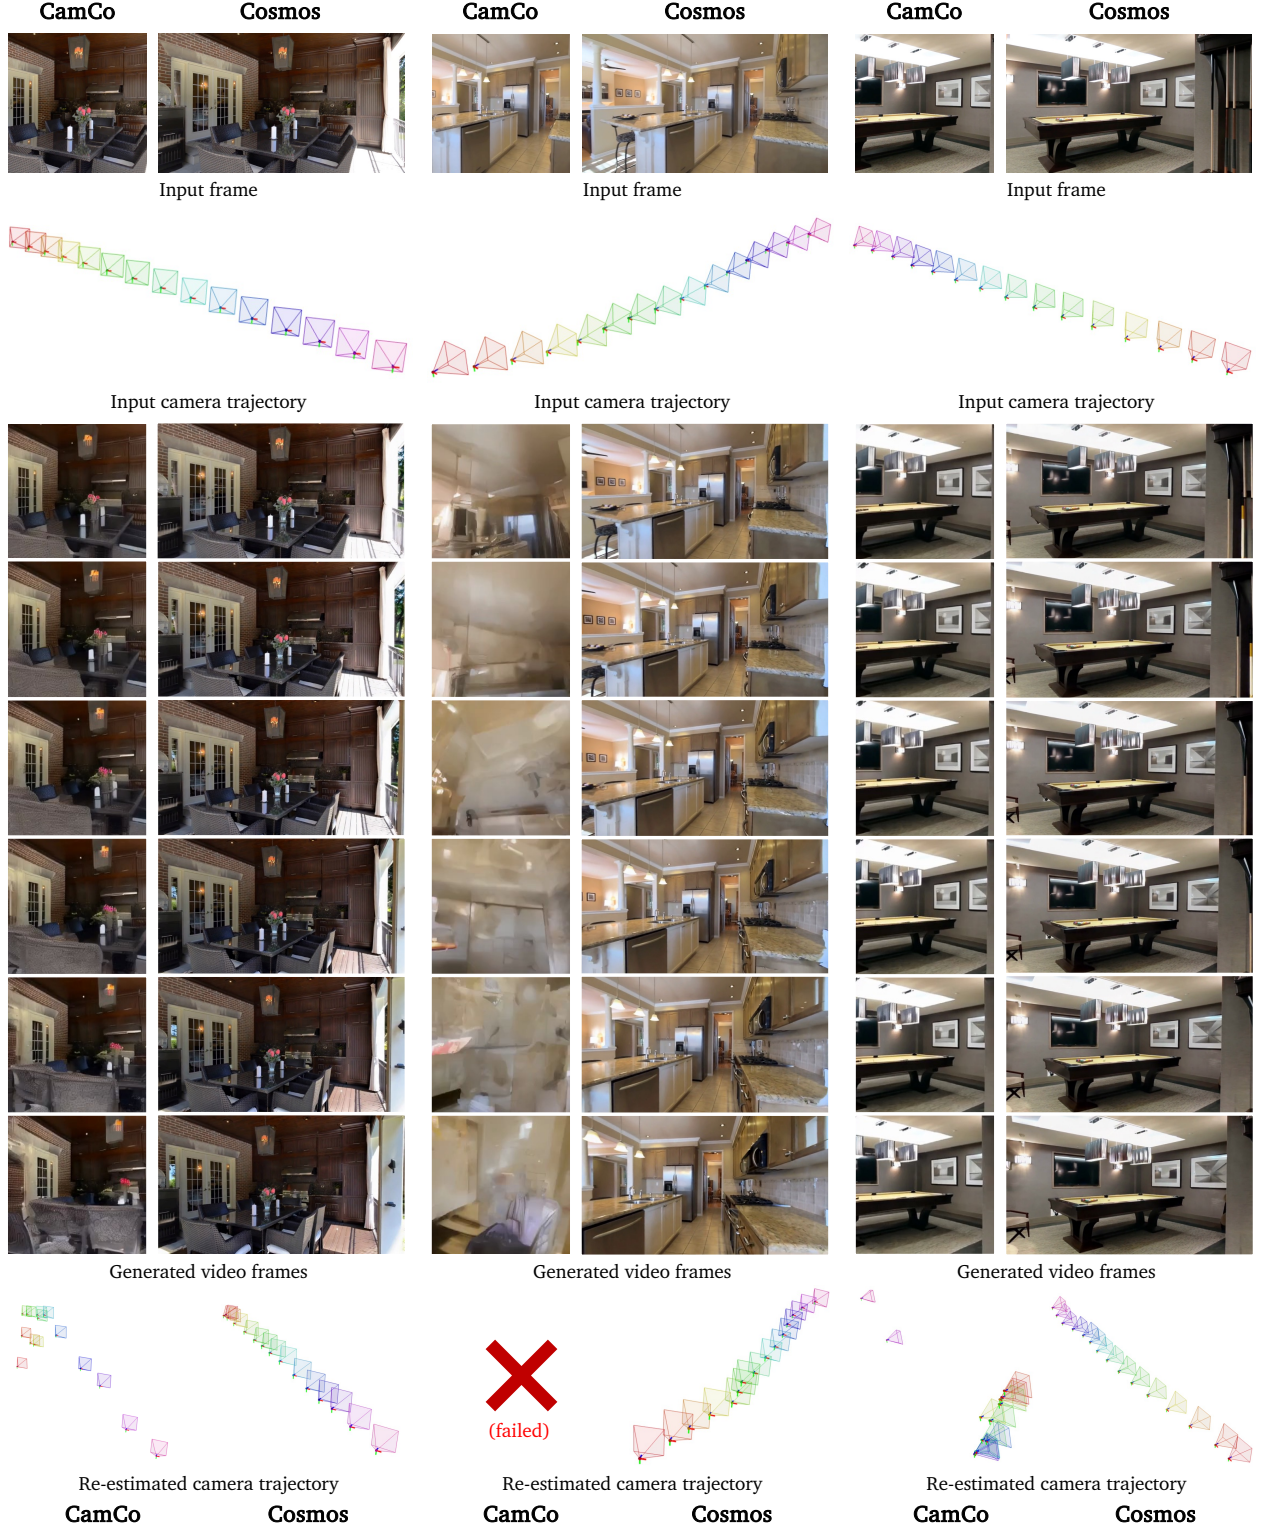 CamCo Cosmos CamCo Cosmos CamCo Cosmos
Input frame Input frame Input frame
Input camera trajectory Input camera trajectory Input camera trajectory
Generated video frames Generated video frames Generated video frames
(failed)
Re-estimated camera trajectory Re-estimated camera trajectory Re-estimated camera trajectory
CamCo Cosmos CamCo Cosmos CamCo Cosmos